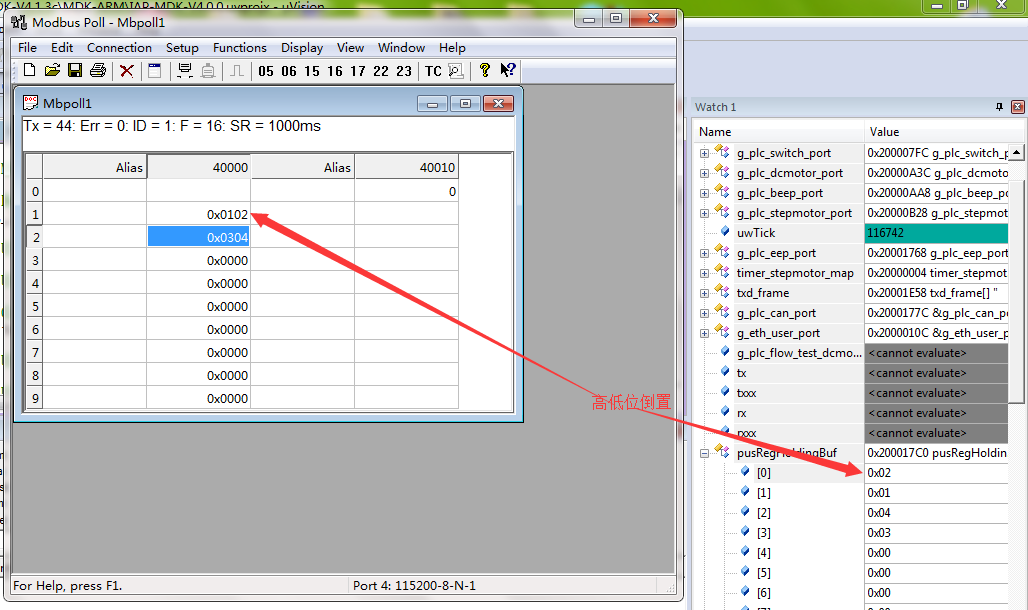 DK-V4.1.3c\MDK-ARM\IAP-MDK-V4.0.0.uvprojx - uVision
Modbus Poll - Mbpoll1
File Edit Connection Setup Functions Display View Window Help
05 06 15 16 17 22 23 TC
Mbpoll1
Tx = 44: Err = 0: ID = 1: F = 16: SR = 1000ms
Alias 40000 Alias 40010
0 0
1 0x0102
2 0x0304
3 0x0000
4 0x0000
5 0x0000
6 0x0000
7 0x0000
8 0x0000
9 0x0000
高低位倒置
For Help, press F1. Port 4: 115200-8-N-1
Watch 1
Name Value
g_plc_switch_port 0x200007FC g_plc_switch_p
g_plc_dcmotor_port 0x20000A3C g_plc_dcmoto
g_plc_beep_port 0x20000AA8 g_plc_beep_po
g_plc_stepmotor_port 0x20000B28 g_plc_stepmot
uwTick 116742
g_plc_eep_port 0x20001768 g_plc_eep_port
timer_stepmotor_map 0x20000004 timer_stepmot
txd_frame 0x20001E58 txd_frame[] "
g_plc_can_port 0x2000177C &g_plc_can_po
g_eth_user_port 0x2000010C &g_eth_user_p
g_plc_flow_test_dcmo... <cannot evaluate>
tx <cannot evaluate>
txxx <cannot evaluate>
rx <cannot evaluate>
rxxx <cannot evaluate>
pusRegHoldingBuf 0x200017C0 pusRegHoldin
[0] 0x02
[1] 0x01
[2] 0x04
[3] 0x03
[4] 0x00
[5] 0x00
[6] 0x00